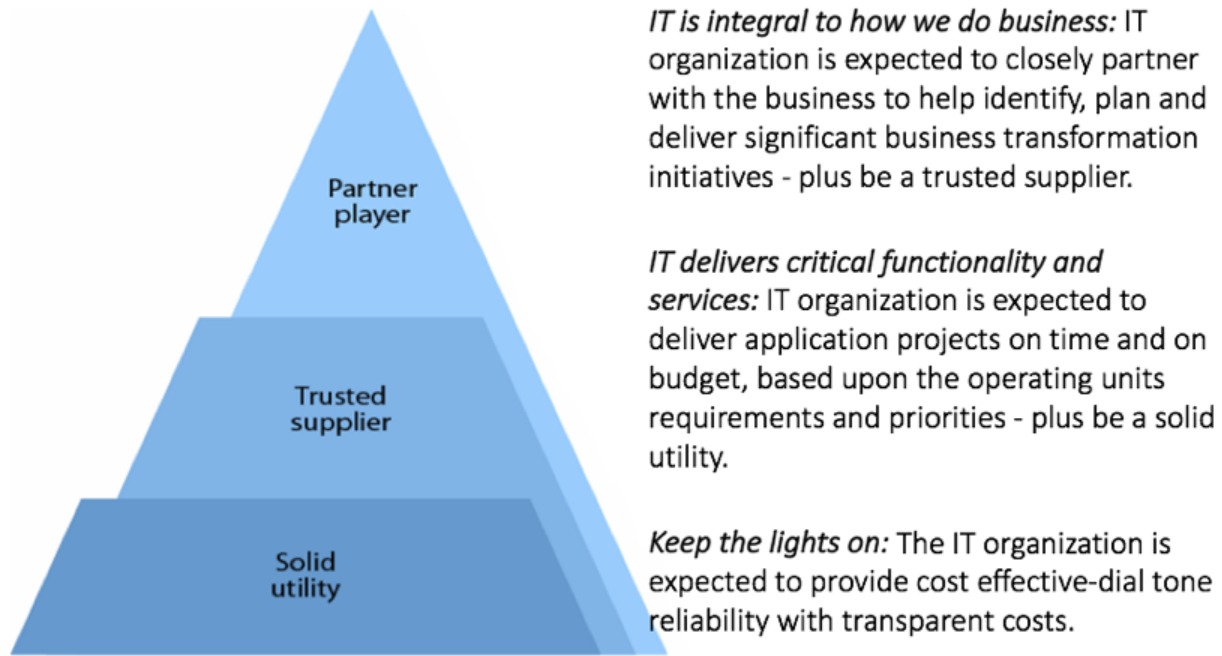 Partner
player
Trusted
supplier
Solid
utility
IT is integral to how we do business: IT
organization is expected to closely partner
with the business to help identify, plan and
deliver significant business transformation
initiatives - plus be a trusted supplier.
IT delivers critical functionality and
services: IT organization is expected to
deliver application projects on time and on
budget, based upon the operating units
requirements and priorities - plus be a solid
utility.
Keep the lights on: The IT organization is
expected to provide cost effective-dial tone
reliability with transparent costs.